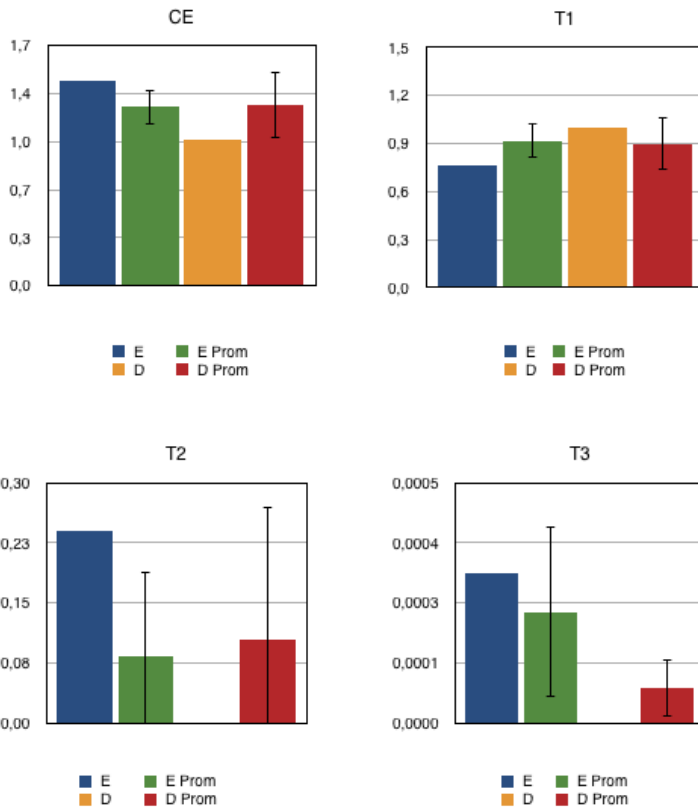 CE
1,7
1,4
1,0
0,7
0,3
0,0
E E Prom
D D Prom
T1
1,5
1,2
0,9
0,6
0,3
0,0
E E Prom
D D Prom
T2
0,30
0,23
0,15
0,08
0,00
E E Prom
D D Prom
T3
0,0005
0,0004
0,0003
0,0001
0,0000
E E Prom
D D Prom